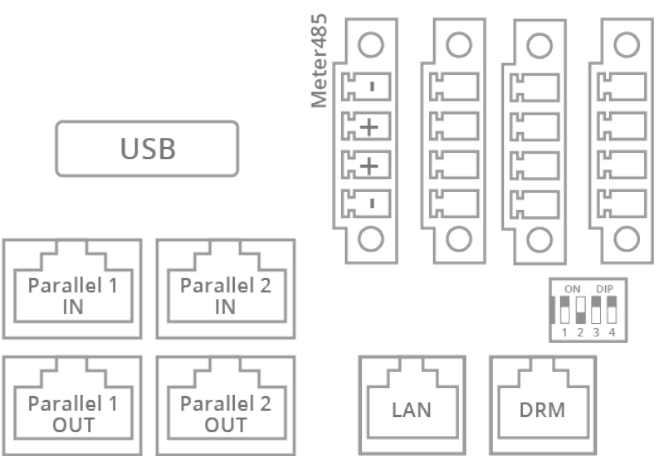 Meter485
-
+
+
-
USB
Parallel 1
IN
Parallel 2
IN
ON DIP
1 2 3 4
Parallel 1
OUT
Parallel 2
OUT
LAN
DRM